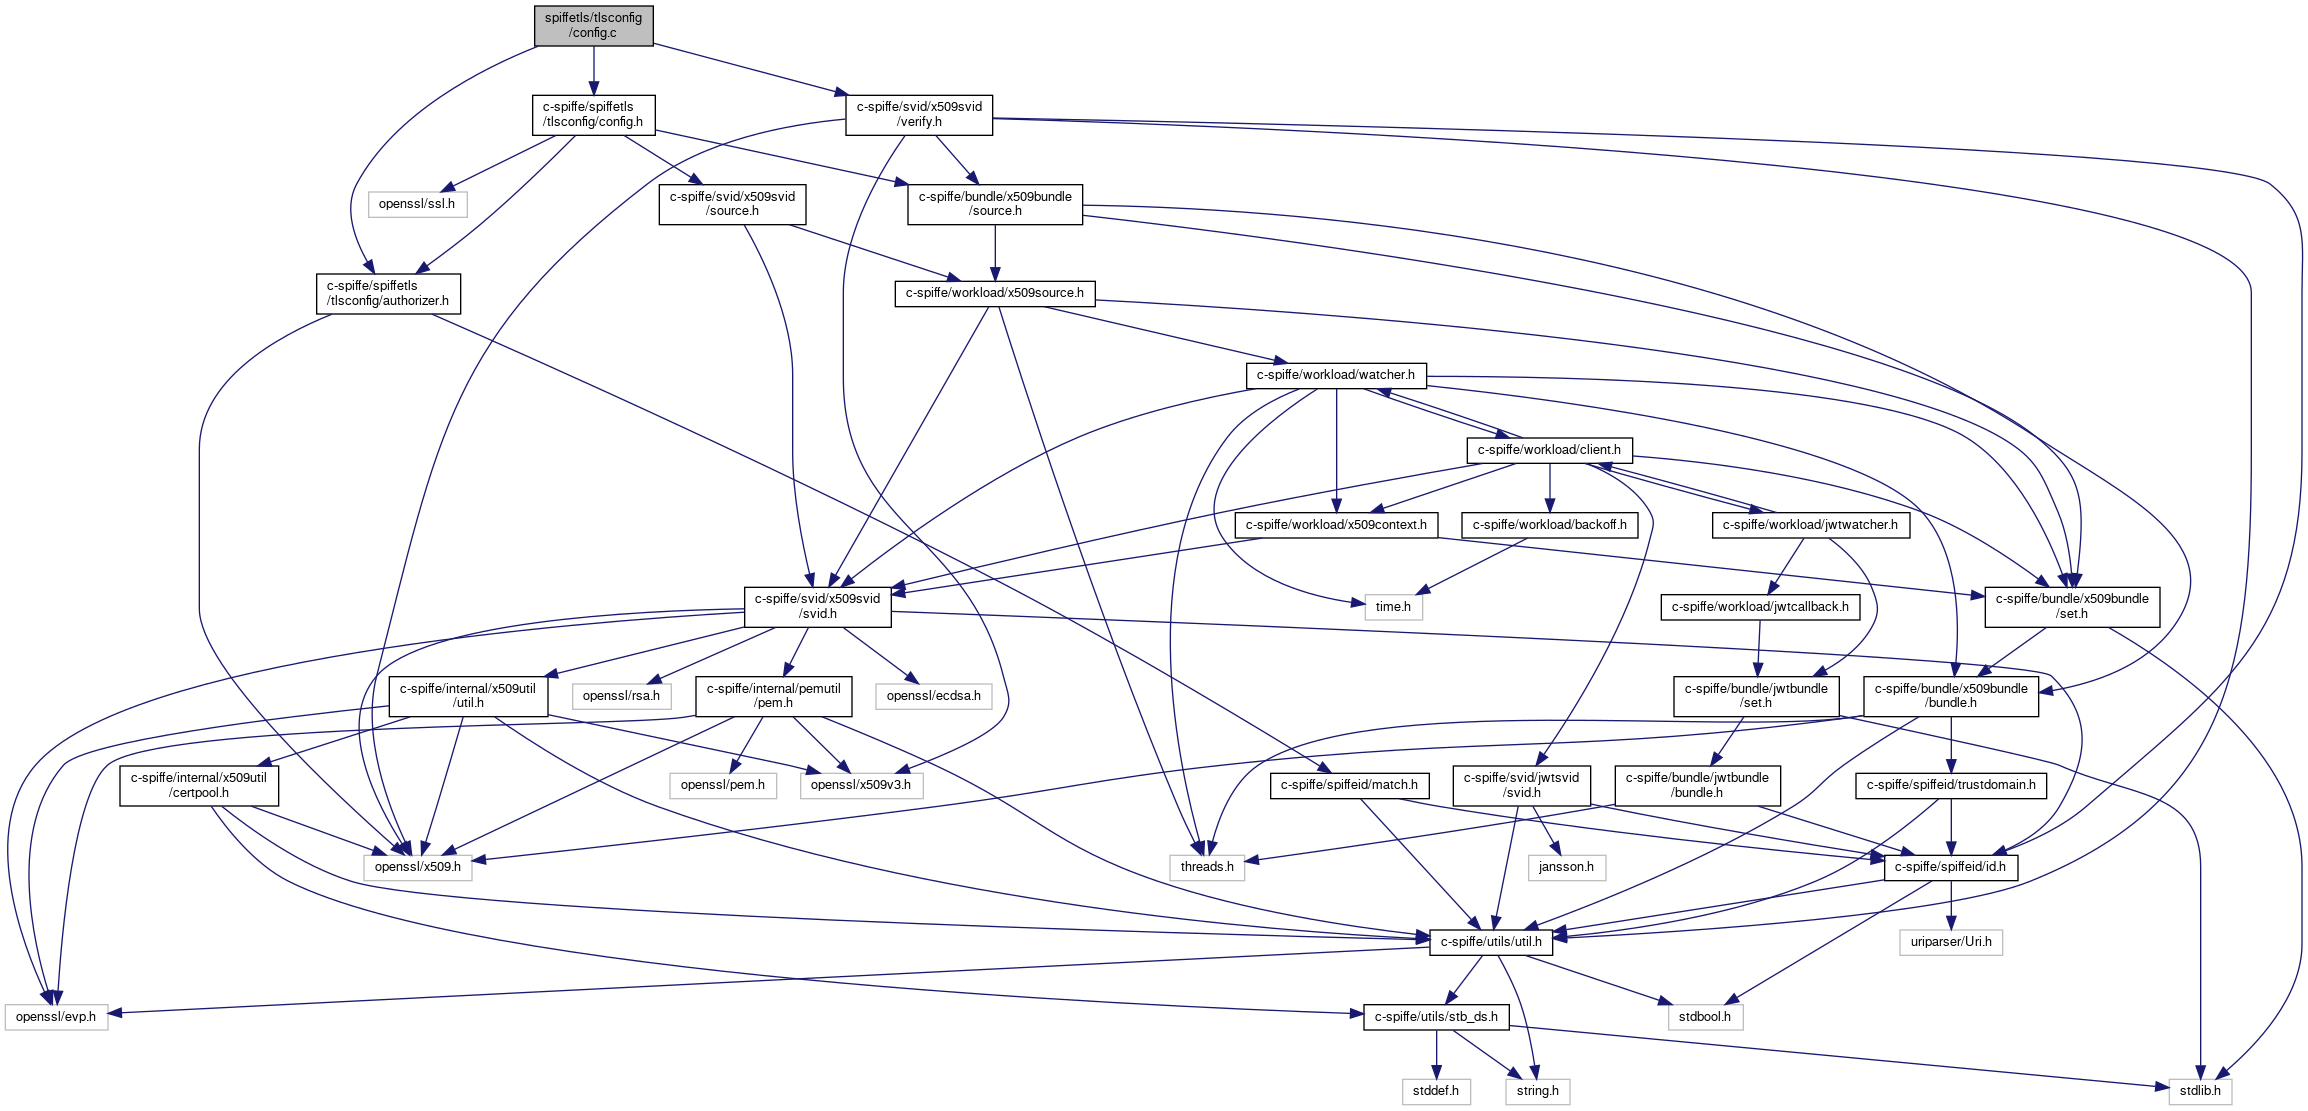 spiffetls/tlsconfig
/config.c
c-spiffe/spiffetls
/tlsconfig/config.h
c-spiffe/svid/x509svid
/verify.h
openssl/ssl.h
c-spiffe/svid/x509svid
/source.h
c-spiffe/bundle/x509bundle
/source.h
c-spiffe/spiffetls
/tlsconfig/authorizer.h
c-spiffe/workload/x509source.h
c-spiffe/workload/watcher.h
c-spiffe/workload/client.h
c-spiffe/workload/x509context.h
c-spiffe/workload/backoff.h
c-spiffe/workload/jwtwatcher.h
c-spiffe/svid/x509svid
/svid.h
time.h
c-spiffe/workload/jwtcallback.h
c-spiffe/bundle/x509bundle
/set.h
c-spiffe/internal/x509util
/util.h
openssl/rsa.h
c-spiffe/internal/pemutil
/pem.h
openssl/ecdsa.h
c-spiffe/bundle/jwtbundle
/set.h
c-spiffe/bundle/x509bundle
/bundle.h
c-spiffe/internal/x509util
/certpool.h
openssl/pem.h
openssl/x509v3.h
c-spiffe/spiffeid/match.h
c-spiffe/svid/jwtsvid
/svid.h
c-spiffe/bundle/jwtbundle
/bundle.h
c-spiffe/spiffeid/trustdomain.h
openssl/x509.h
threads.h
jansson.h
c-spiffe/spiffeid/id.h
c-spiffe/utils/util.h
uriparser/Uri.h
openssl/evp.h
c-spiffe/utils/stb_ds.h
stdbool.h
stddef.h
string.h
stdlib.h